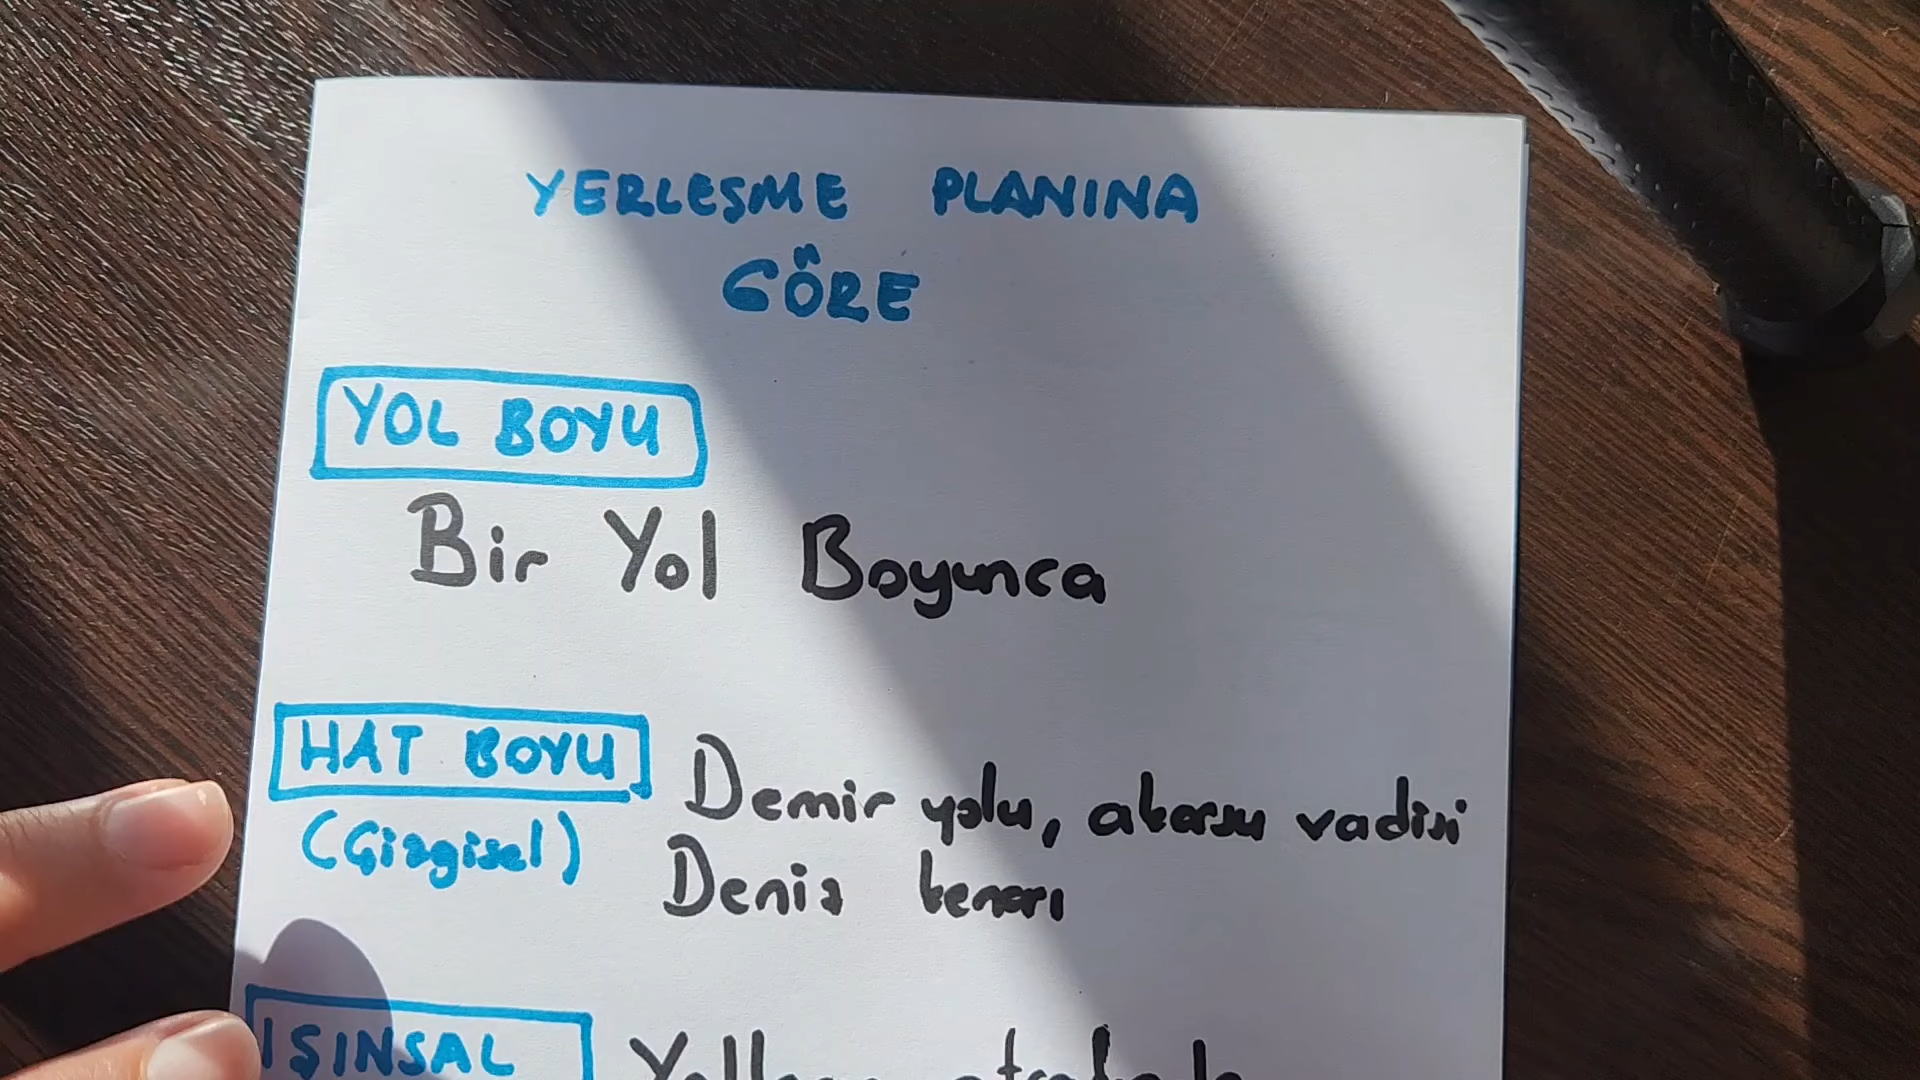 YERLEŞME PLANINA
GÖRE
YOL BOYU
Bir Yol Boyunca
HAT BOYU
(Çizgisel)
Demir yolu, akarsu vadisi
Deniz kenarı
IŞINSAL